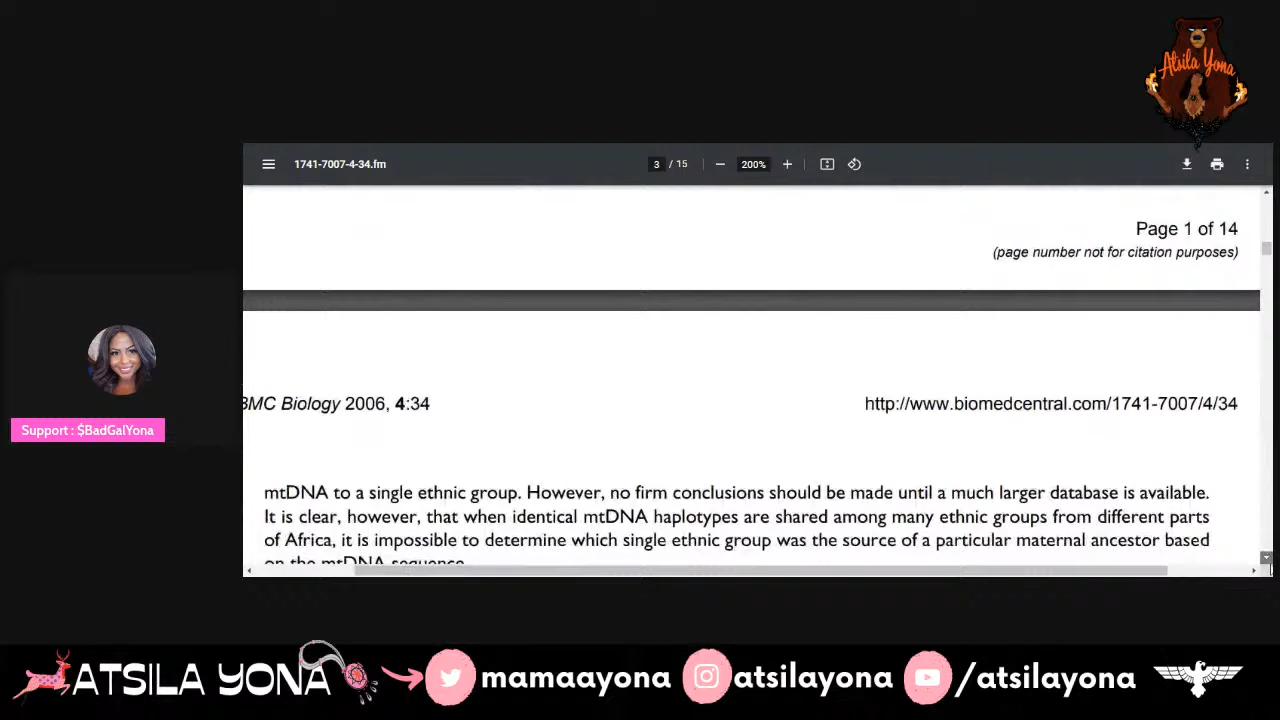 Atsila Yona
1741-7007-4-34.fm
3 / 15
200%
Page 1 of 14
(page number not for citation purposes)
BMC Biology 2006, 4:34
http://www.biomedcentral.com/1741-7007/4/34
Support : $BadGalYona
mtDNA to a single ethnic group. However, no firm conclusions should be made until a much larger database is available.
It is clear, however, that when identical mtDNA haplotypes are shared among many ethnic groups from different parts
of Africa, it is impossible to determine which single ethnic group was the source of a particular maternal ancestor based
on the mtDNA sequence.
ATSILA YONA
mamaayona
atsilayona
/atsilayona